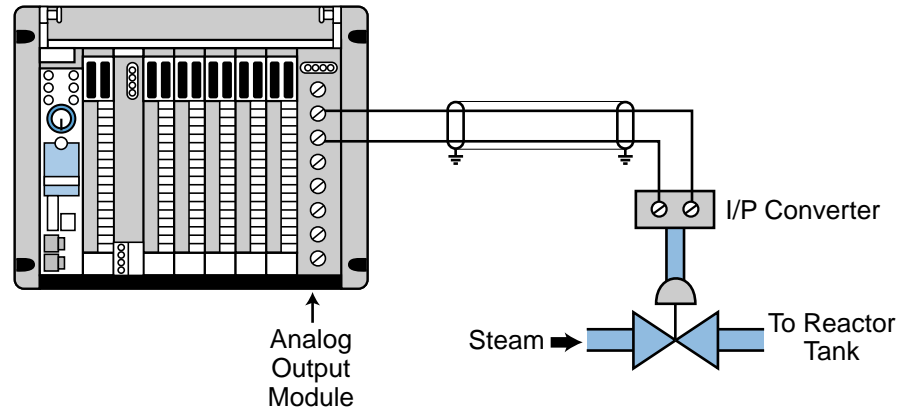 I/P Converter
Steam
To Reactor
Tank
Analog
Output
Module